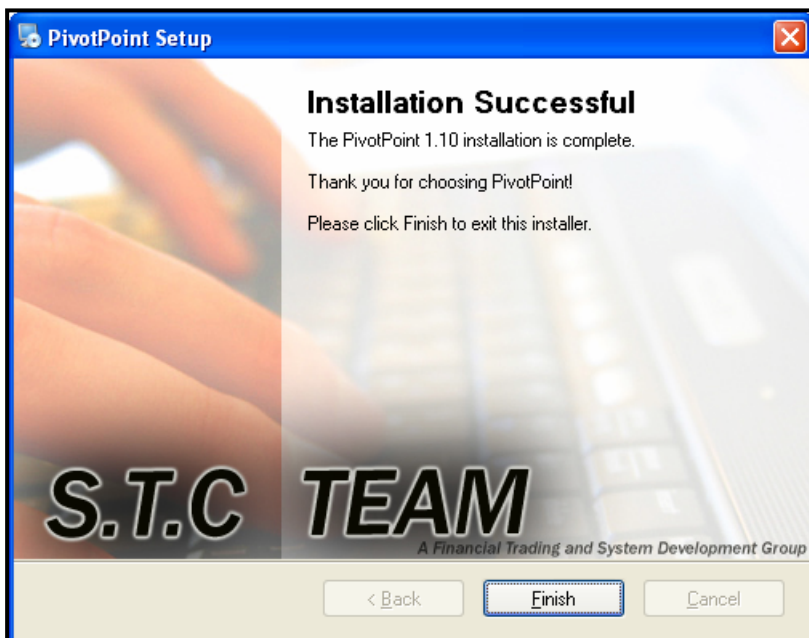 PivotPoint Setup
Installation Successful
The PivotPoint 1.10 installation is complete.
Thank you for choosing PivotPoint!
Please click Finish to exit this installer.
S.T.C TEAM
A Financial Trading and System Development Group
< Back Finish Cancel